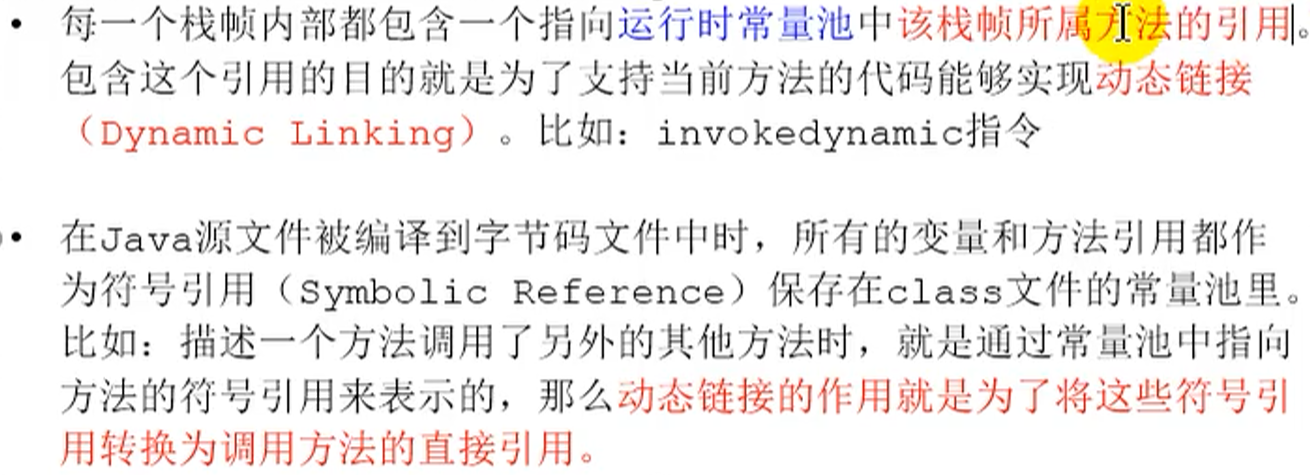 • 每一个栈帧内部都包含一个指向运行时常量池中该栈帧所属方法的引用。
包含这个引用的目的就是为了支持当前方法的代码能够实现动态链接
（Dynamic Linking）。比如：invokedynamic指令
• 在Java源文件被编译到字节码文件中时，所有的变量和方法引用都作
为符号引用（Symbolic Reference）保存在class文件的常量池里。
比如：描述一个方法调用了另外的其他方法时，就是通过常量池中指向
方法的符号引用来表示的，那么动态链接的作用就是为了将这些符号引
用转换为调用方法的直接引用。